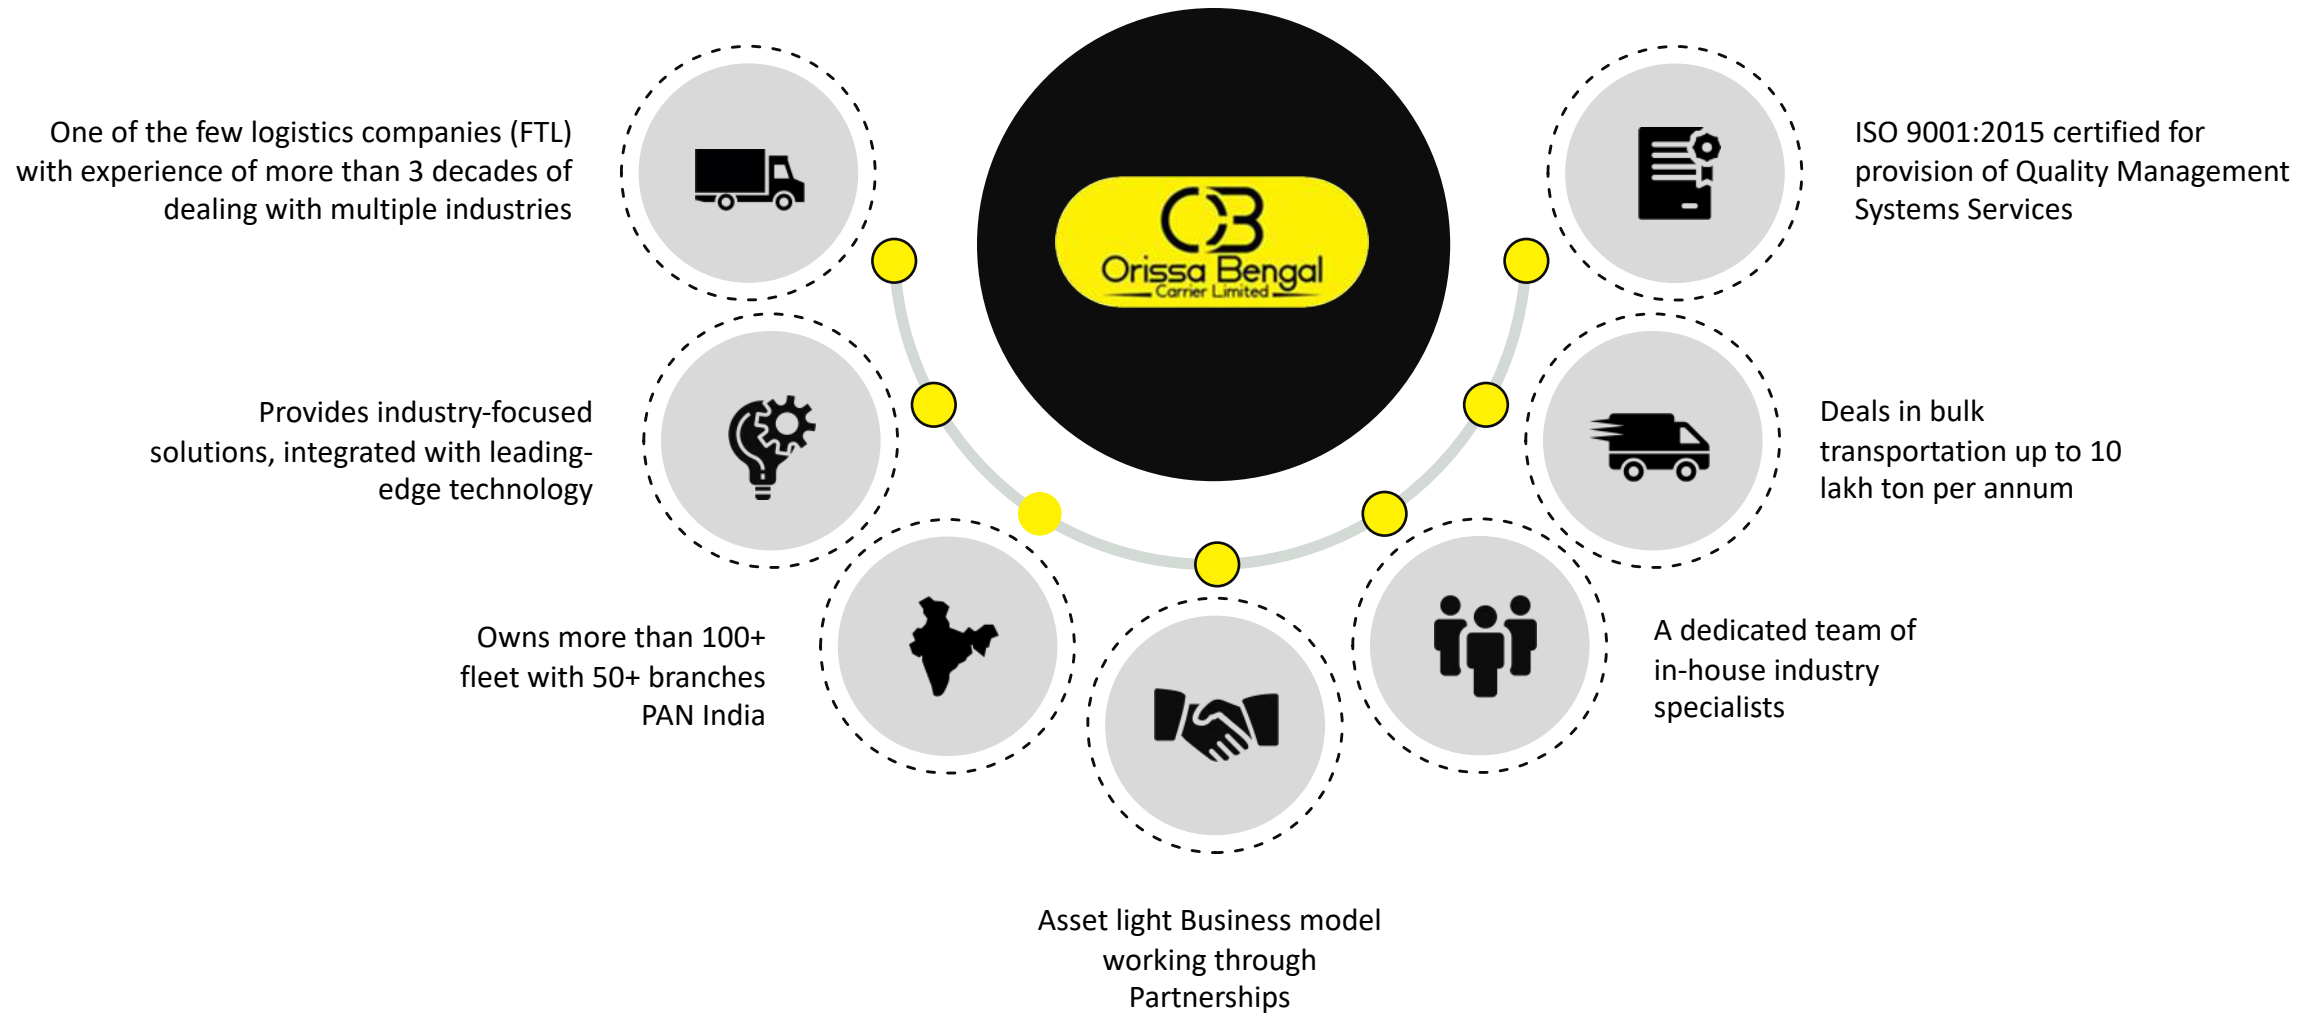 One of the few logistics companies (FTL)
with experience of more than 3 decades of
dealing with multiple industries
Provides industry-focused
solutions, integrated with leading-
edge technology
Owns more than 100+
fleet with 50+ branches
PAN India
OB
Orissa Bengal
Carrier Limited
Asset light Business model
working through
Partnerships
ISO 9001:2015 certified for
provision of Quality Management
Systems Services
Deals in bulk
transportation up to 10
lakh ton per annum
A dedicated team of
in-house industry
specialists